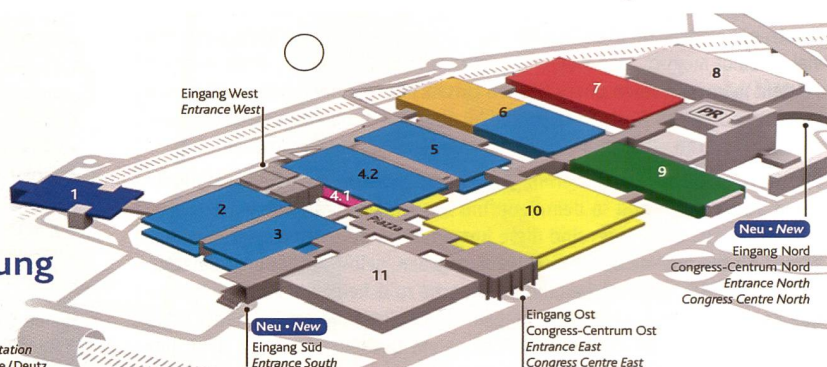 Eingang West
Entrance West
8
7
PR
6
5
4.2
4.1
9
1
2
10
3
Piazza
11
ung
Neu • New
Eingang Nord
Congress-Centrum Nord
Entrance North
Congress Centre North
Neu • New
Eingang Süd
Entrance South
Eingang Ost
Congress-Centrum Ost
Entrance East
Congress Centre East
tation
e/Deutz